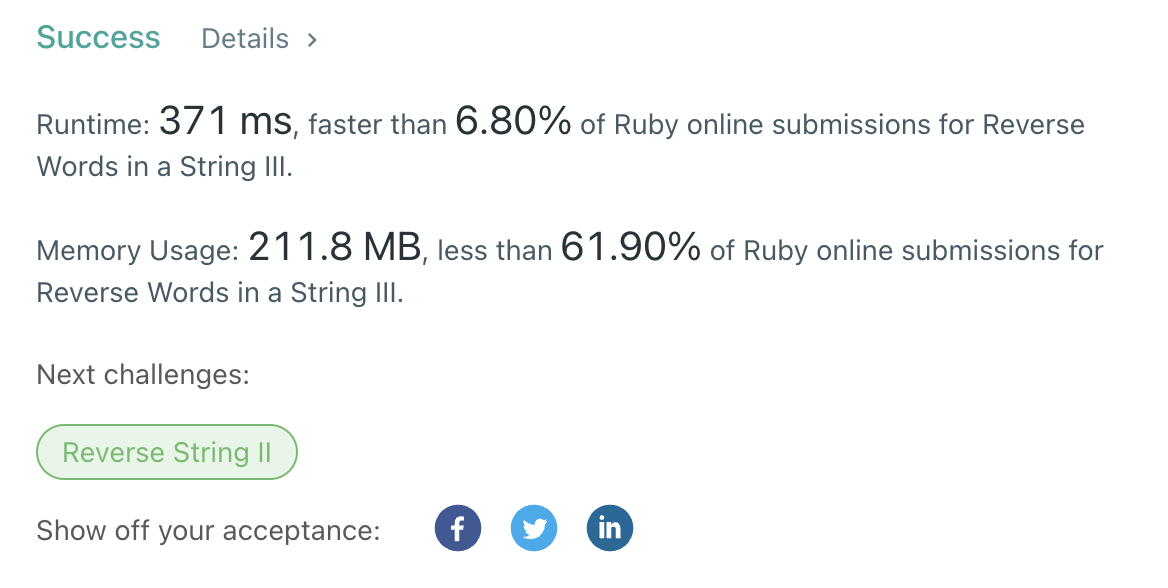 Success Details >
Runtime: 371 ms, faster than 6.80% of Ruby online submissions for Reverse
Words in a String III.
Memory Usage: 211.8 MB, less than 61.90% of Ruby online submissions for
Reverse Words in a String III.
Next challenges:
Reverse String II
Show off your acceptance: f in